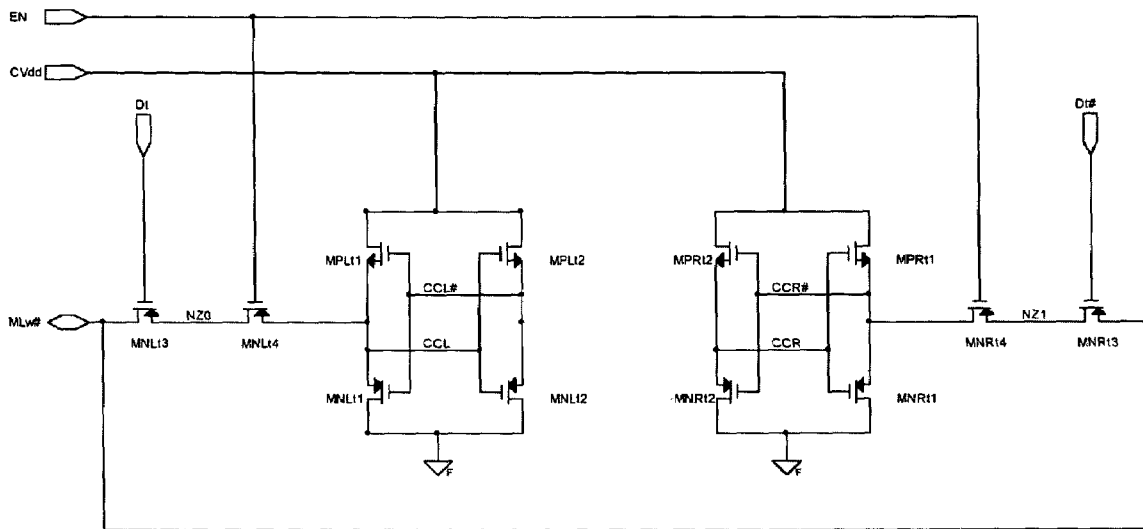 EN
CVdd
Dt
Dt#
MPLt1
MPLt2
MPRt2
MPRt1
CCL#
CCR#
MLw#
NZ0
NZ1
MNLt3
MNLt4
CCL
CCR
MNRt4
MNRt3
MNLt1
MNLt2
MNRt2
MNRt1
F
F